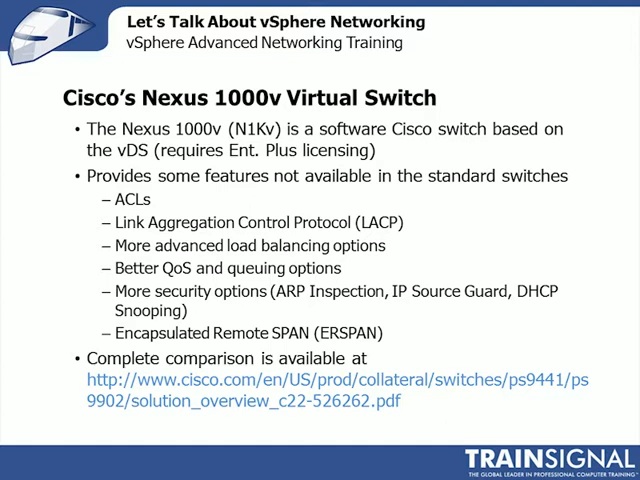 Let's Talk About vSphere Networking
vSphere Advanced Networking Training
Cisco's Nexus 1000v Virtual Switch
• The Nexus 1000v (N1Kv) is a software Cisco switch based on
the vDS (requires Ent. Plus licensing)
• Provides some features not available in the standard switches
– ACLs
– Link Aggregation Control Protocol (LACP)
– More advanced load balancing options
– Better QoS and queuing options
– More security options (ARP Inspection, IP Source Guard, DHCP
Snooping)
– Encapsulated Remote SPAN (ERSPAN)
• Complete comparison is available at
http://www.cisco.com/en/US/prod/collateral/switches/ps9441/ps
9902/solution_overview_c22-526262.pdf
TRAINSIGNAL
THE GLOBAL LEADER IN PROFESSIONAL COMPUTER TRAINING